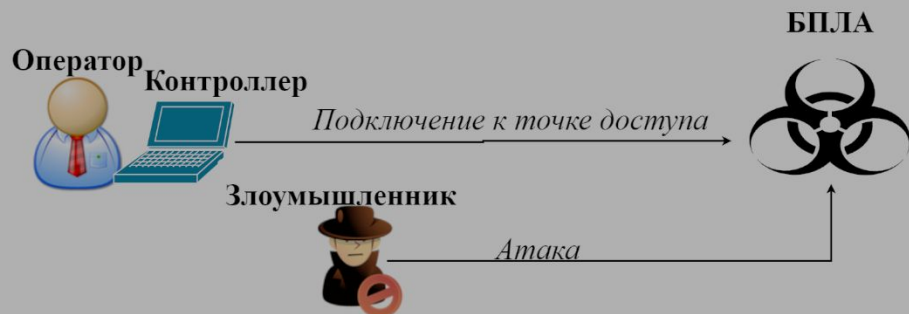 БПЛА
Оператор
Контроллер
Подключение к точке доступа
Злоумышленник
Атака